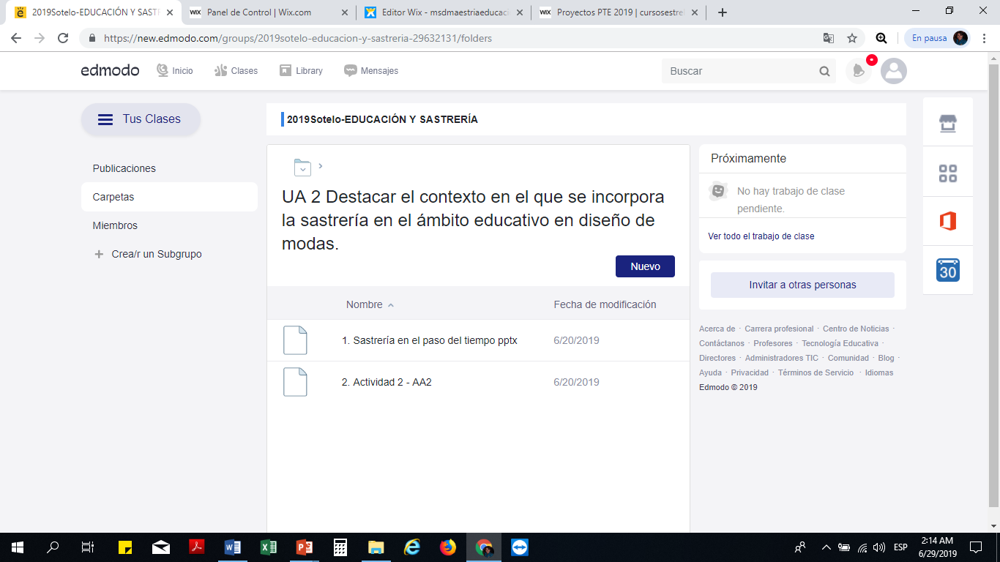 2019Sotelo-EDUCACIÓN Y SASTR
Panel de Control | Wix.com
Editor Wix - msdmaestriaeducaci
Proyectos PTE 2019 | cursosestrel
https://new.edmodo.com/groups/2019sotelo-educacion-y-sastreria-29632131/folders
En pausa
edmodo
Inicio
Clases
Library
Mensajes
Buscar
Tus Clases
Publicaciones
Carpetas
Miembros
Crea/r un Subgrupo
2019Sotelo-EDUCACIÓN Y SASTRERÍA
UA 2 Destacar el contexto en el que se incorpora
la sastrería en el ámbito educativo en diseño de
modas.
Nuevo
Nombre
Fecha de modificación
1. Sastrería en el paso del tiempo pptx
6/20/2019
2. Actividad 2 - AA2
6/20/2019
Próximamente
No hay trabajo de clase
pendiente.
Ver todo el trabajo de clase
Invitar a otras personas
Acerca de · Carrera profesional · Centro de Noticias ·
Contáctanos · Profesores · Tecnología Educativa ·
Directores · Administradores TIC · Comunidad · Blog ·
Ayuda · Privacidad · Términos de Servicio · Idiomas
Edmodo © 2019
30
ESP
2:14 AM
6/29/2019